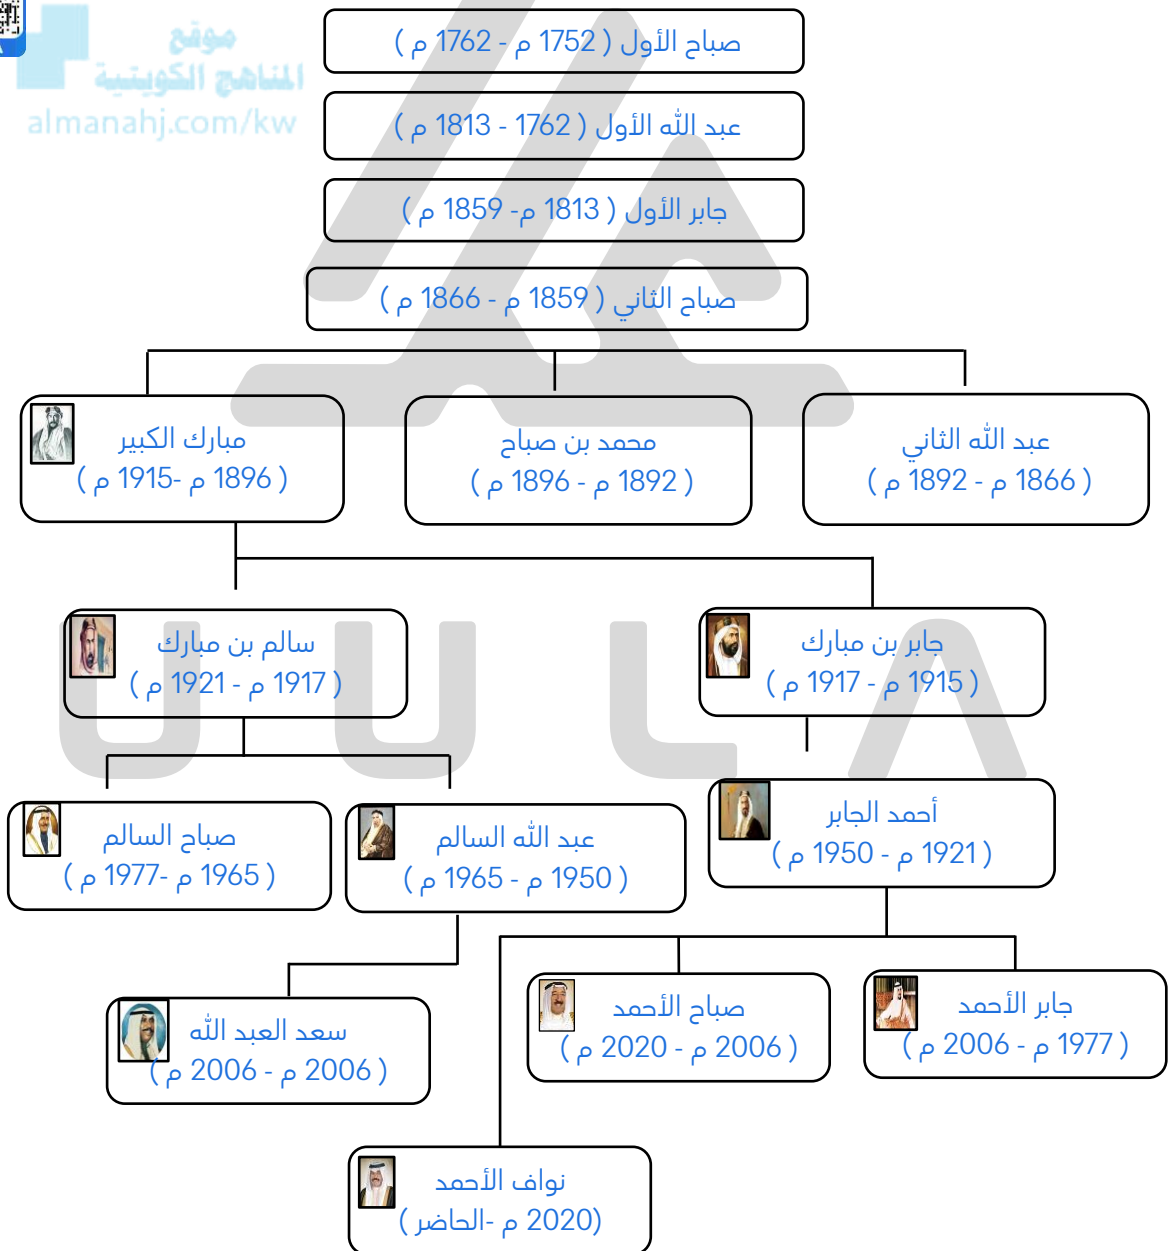 موقع
المناهج الكويتية
almanahj.com/kw
صباح الأول ( 1752 م - 1762 م )
عبد الله الأول ( 1762 - 1813 م )
جابر الأول ( 1813 م- 1859 م )
صباح الثاني ( 1859 م - 1866 م )
عبد الله الثاني
( 1866 م - 1892 م )
محمد بن صباح
( 1892 م - 1896 م )
مبارك الكبير
( 1896 م -1915 م )
جابر بن مبارك
( 1915 م - 1917 م )
سالم بن مبارك
( 1917 م - 1921 م )
أحمد الجابر
( 1921 م - 1950 م )
عبد الله السالم
( 1950 م - 1965 م )
صباح السالم
( 1965 م -1977 م )
جابر الأحمد
( 1977 م - 2006 م )
صباح الأحمد
( 2006 م - 2020 م )
سعد العبد الله
( 2006 م - 2006 م )
نواف الأحمد
(2020 م -الحاضر )
U U L A